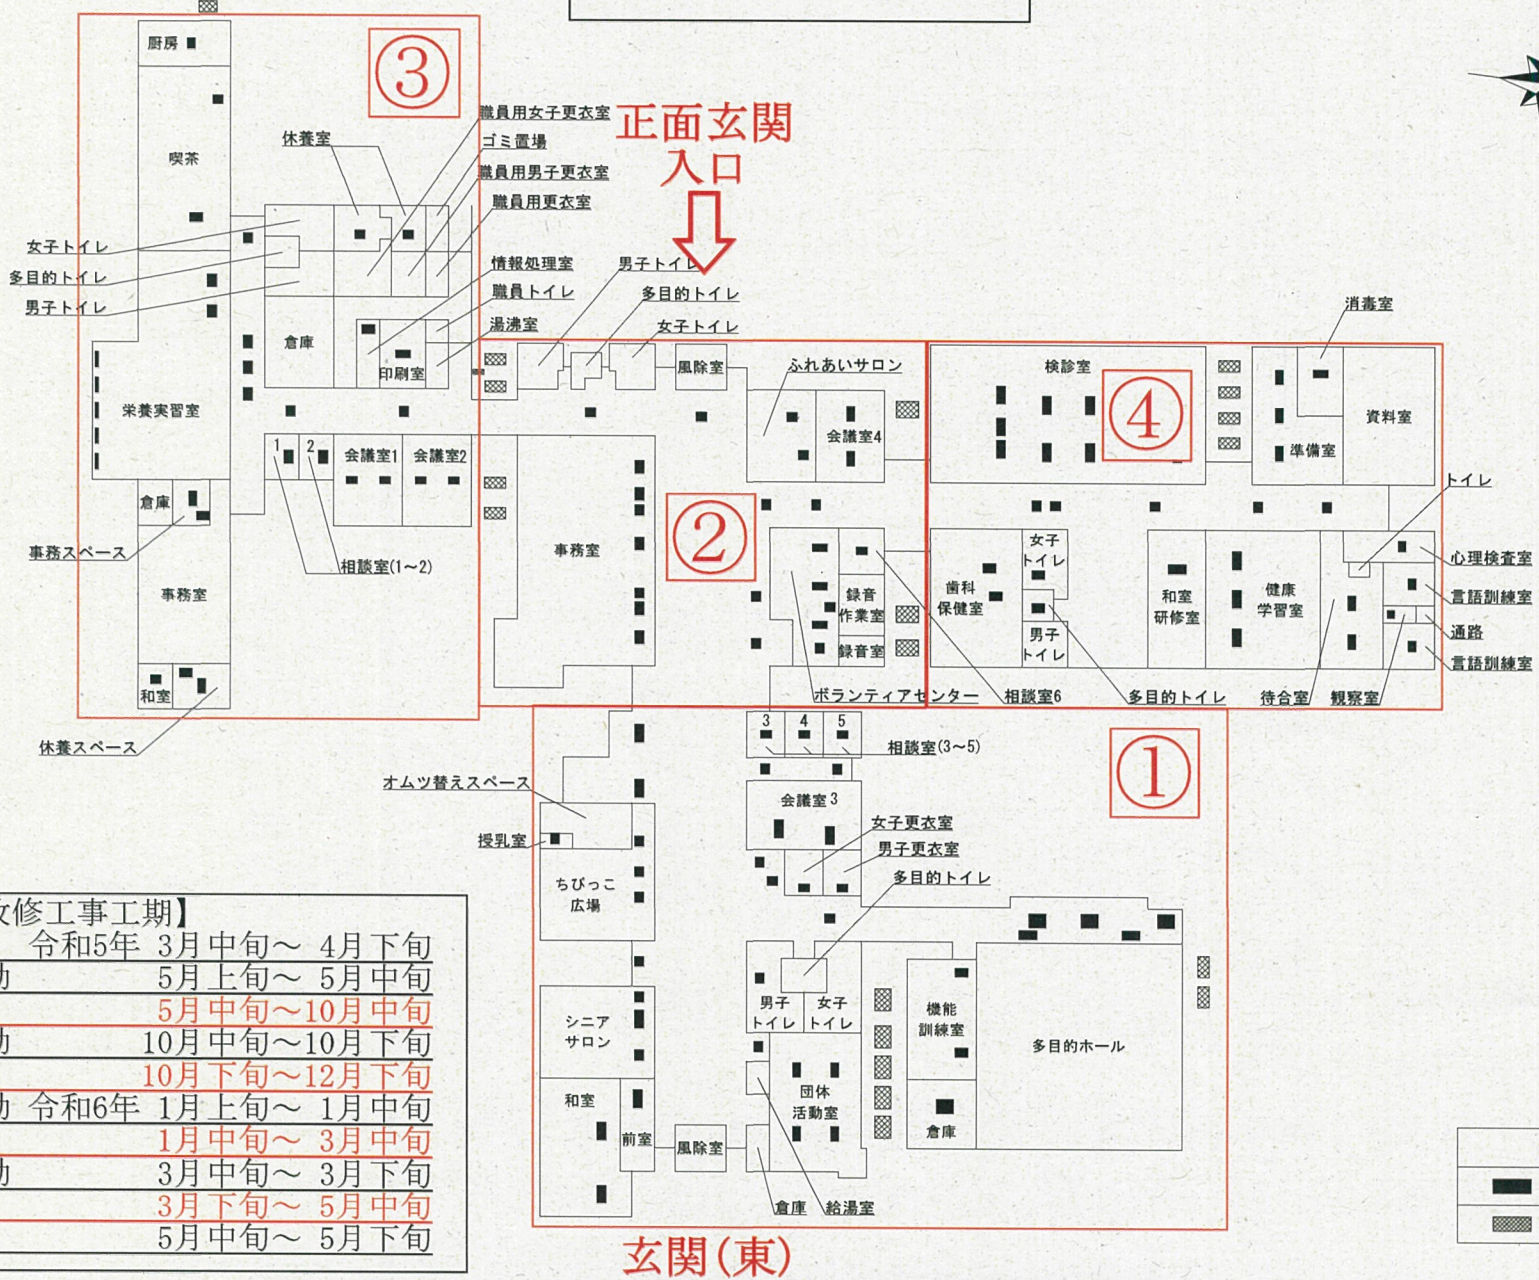 厨房
③
喫茶
休養室
職員用女子更衣室
ゴミ置場
職員用男子更衣室
職員用更衣室
正面玄関
入口
女子トイレ
多目的トイレ
男子トイレ
情報処理室
職員トイレ
湯沸室
倉庫
印刷室
男子トイレ
多目的トイレ
女子トイレ
風除室
ふれあいサロン
会議室4
検診室
④
消毒室
準備室
資料室
栄養実習室
1
2
会議室1
会議室2
倉庫
事務スペース
相談室(1~2)
事務室
和室
休養スペース
事務室
②
録音
作業室
録音室
ボランティアセンター
相談室6
歯科
保健室
女子
トイレ
男子
トイレ
多目的トイレ
和室
研修室
健康
学習室
待合室
観察室
トイレ
心理検査室
言語訓練室
通路
言語訓練室
3
4
5
相談室(3~5)
①
オムツ替えスペース
授乳室
会議室3
女子更衣室
男子更衣室
多目的トイレ
ちびっこ
広場
男子
トイレ
女子
トイレ
機能
訓練室
多目的ホール
シニア
サロン
団体
活動室
和室
前室
風除室
倉庫
倉庫
給湯室
玄関(東)
改修工事工期】
令和5年 3月中旬~ 4月下旬
5月上旬~ 5月中旬
5月中旬~10月中旬
10月中旬~10月下旬
10月下旬~12月下旬
令和6年 1月上旬~ 1月中旬
1月中旬~ 3月中旬
3月中旬~ 3月下旬
3月下旬~ 5月中旬
5月中旬~ 5月下旬